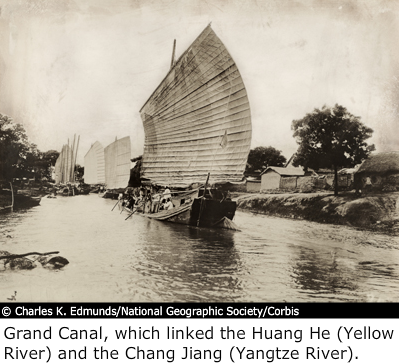 © Charles K. Edmunds/National Geographic Society/Corbis
Grand Canal, which linked the Huang He (Yellow
River) and the Chang Jiang (Yangtze River).